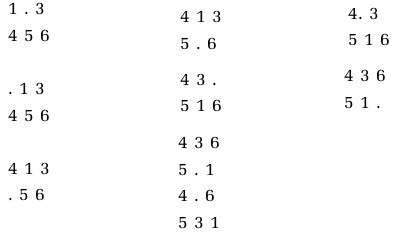 1 . 3
4 5 6
. 1 3
4 5 6
4 1 3
. 5 6
4 1 3
5 . 6
4 3 .
5 1 6
4 3 6
5 . 1
4 . 6
5 3 1
4. 3
5 1 6
4 3 6
5 1 .